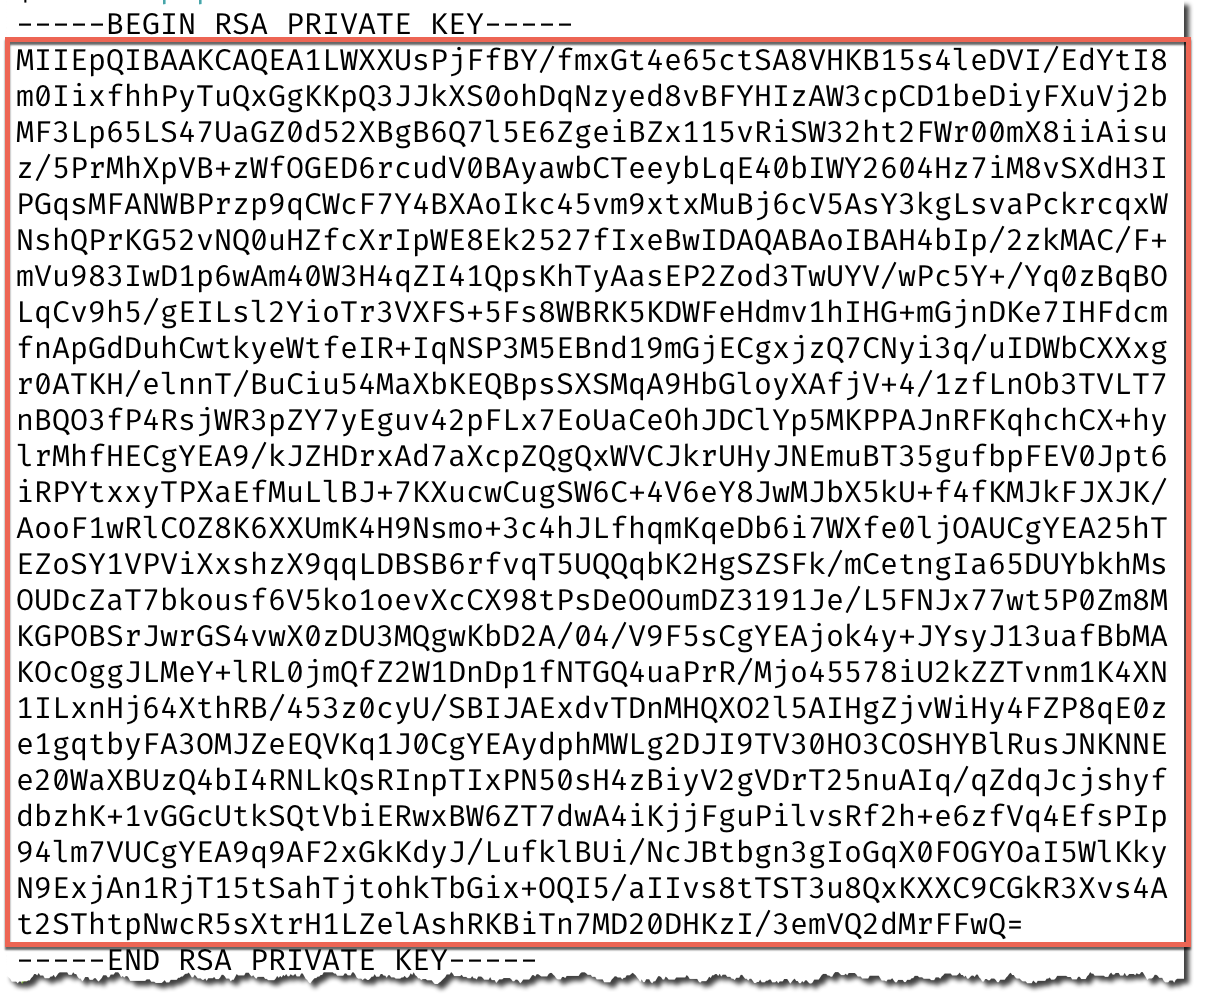 -----BEGIN RSA PRIVATE KEY-----
MIIEpQIBAAKCAQEA1LWXXUsPjFfBY/fmxGt4e65ctSA8VHKB15s4leDVI/EdYtI8
m0IixfhhPyTuQxGgKKpQ3JJkXS0ohDqNzyed8vBFYHIzAW3cpCD1beDiyFXuVj2b
MF3Lp65LS47UaGZ0d52XBgB6Q7l5E6ZgeiBZx115vRiSW32ht2FWr00mX8iiAisu
z/5PrMhXpVB+zWfOGED6rcudV0BAyawbCTeeybLqE40bIWY2604Hz7iM8vSXdH3I
PGqsMFANWBPrzp9qCWcF7Y4BXAoIkc45vm9xtxMuBj6cV5AsY3kgLsvaPckrcqxW
NshQPrKG52vNQ0uHZfcXrIpWE8Ek2527fIxeBwIDAQABAoIBAH4bIp/2zkMAC/F+
mVu983IwD1p6wAm40W3H4qZI41QpsKhTyAasEP2Zod3TwUYV/wPc5Y+/Yq0zBqBO
LqCv9h5/gEILsl2YioTr3VXFS+5Fs8WBRK5KDWFeHdmv1hIHG+mGjnDKe7IHFdcm
fnApGdDuhCwtkyeWtfeIR+IqNSP3M5EBnd19mGjECgxjzQ7CNyi3q/uIDWbCXXxg
r0ATKH/elnnT/BuCiu54MaXbKEQBpsSXSMqA9HbGloyXAfjV+4/1zfLnOb3TVLT7
nBQO3fP4RsjWR3pZY7yEguv42pFLx7EoUaCeOhJDClYp5MKPPAJnRFKqhchCX+hy
lrMhfHECgYEA9/kJZHDrxAd7aXcpZQgQxWVCJkrUHyJNEmuBT35gufbpFEV0Jpt6
iRPYtxxyTPXaEfMuLlBJ+7KXucwCugSW6C+4V6eY8JwMJbX5kU+f4fKMJkFJXJK/
AooF1wRlCOZ8K6XXUmK4H9Nsmo+3c4hJLfhqmKqeDb6i7WXfe0ljOAUCgYEA25hT
EZoSY1VPViXxshzX9qqLDBSB6rfvqT5UQQqbK2HgSZSFk/mCetngIa65DUYbkhMs
OUDcZaT7bkousf6V5ko1oevXcCX98tPsDeOOumDZ3191Je/L5FNJx77wt5P0Zm8M
KGPOBSrJwrGS4vwX0zDU3MQgwKbD2A/04/V9F5sCgYEAjok4y+JYsyJ13uafBbMA
KOcOggJLMeY+lRL0jmQfZ2W1DnDp1fNTGQ4uaPrR/Mjo45578iU2kZZTvnm1K4XN
1ILxnHj64XthRB/453z0cyU/SBIJAExdvTDnMHQXO2l5AIHgZjvWiHy4FZP8qE0z
e1gqtbyFA3OMJZeEQVKq1J0CgYEAydphMWLg2DJI9TV30HO3COSHYBlRusJNKNNE
e20WaXBUzQ4bI4RNLkQsRInpTIxPN50sH4zBiyV2gVDrT25nuAIq/qZdqJcjshyf
dbzhK+1vGGcUtkSQtVbiERwxBW6ZT7dwA4iKjjFguPilvsRf2h+e6zfVq4EfsPIp
94lm7VUCgYEA9q9AF2xGkKdyJ/LufklBUi/NcJBtbgn3gIoGqX0FOGYOaI5WlKky
N9ExjAn1RjT15tSahTjtohkTbGix+OQI5/aIIvs8tTST3u8QxKXXC9CGkR3Xvs4A
t2SThtpNwcR5sXtrH1LZelAshRKBiTn7MD20DHKzI/3emVQ2dMrFFwQ=
-----END RSA PRIVATE KEY-----